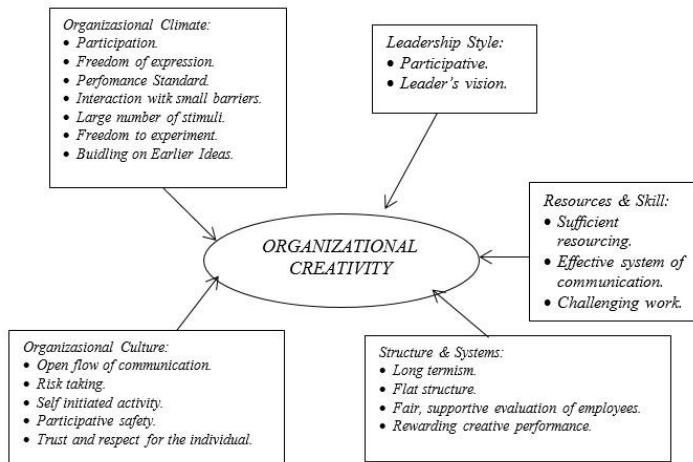 Organizasional Climate:
• Participation.
• Freedom of expression.
• Perfomance Standard.
• Interaction witk small barriers.
• Large number of stimuli.
• Freedom to experiment.
• Buidling on Earlier Ideas.
Leadership Style:
• Participative.
• Leader's vision.
Resources & Skill:
• Sufficient
resourcing.
• Effective system of
communication.
• Challenging work.
ORGANIZATIONAL
CREATIVITY
Organizasional Culture:
• Open flow of communication.
• Risk taking.
• Self initiated activity.
• Participative safety.
• Trust and respect for the individual.
Structure & Systems:
• Long termism.
• Flat structure.
• Fair, supportive evaluation of employees.
• Rewarding creative performance.